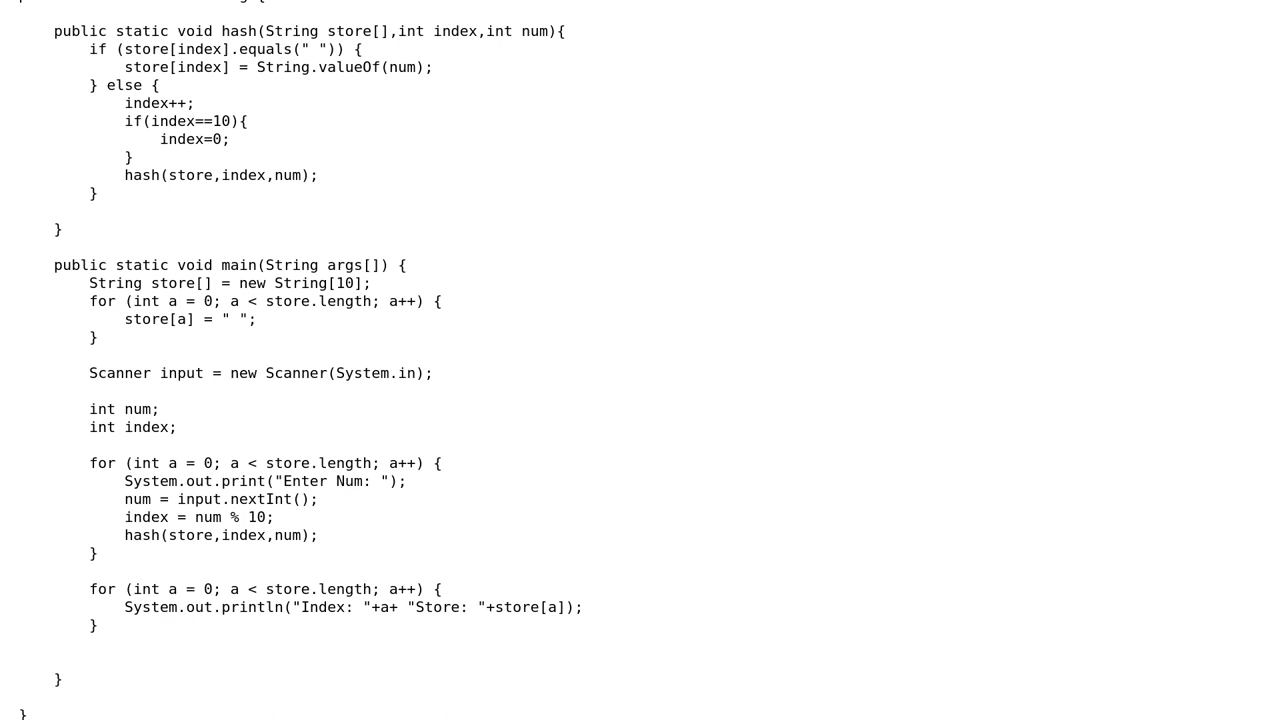 public static void hash(String store[],int index,int num){
if (store[index].equals(" ")) {
store[index] = String.valueOf(num);
} else {
index++;
if(index==10){
index=0;
}
hash(store,index,num);
}
}
public static void main(String args[]) {
String store[] = new String[10];
for (int a = 0; a < store.length; a++) {
store[a] = " ";
}
Scanner input = new Scanner(System.in);
int num;
int index;
for (int a = 0; a < store.length; a++) {
System.out.print("Enter Num: ");
num = input.nextInt();
index = num % 10;
hash(store,index,num);
}
for (int a = 0; a < store.length; a++) {
System.out.println("Index: "+a+ "Store: "+store[a]);
}
}
}